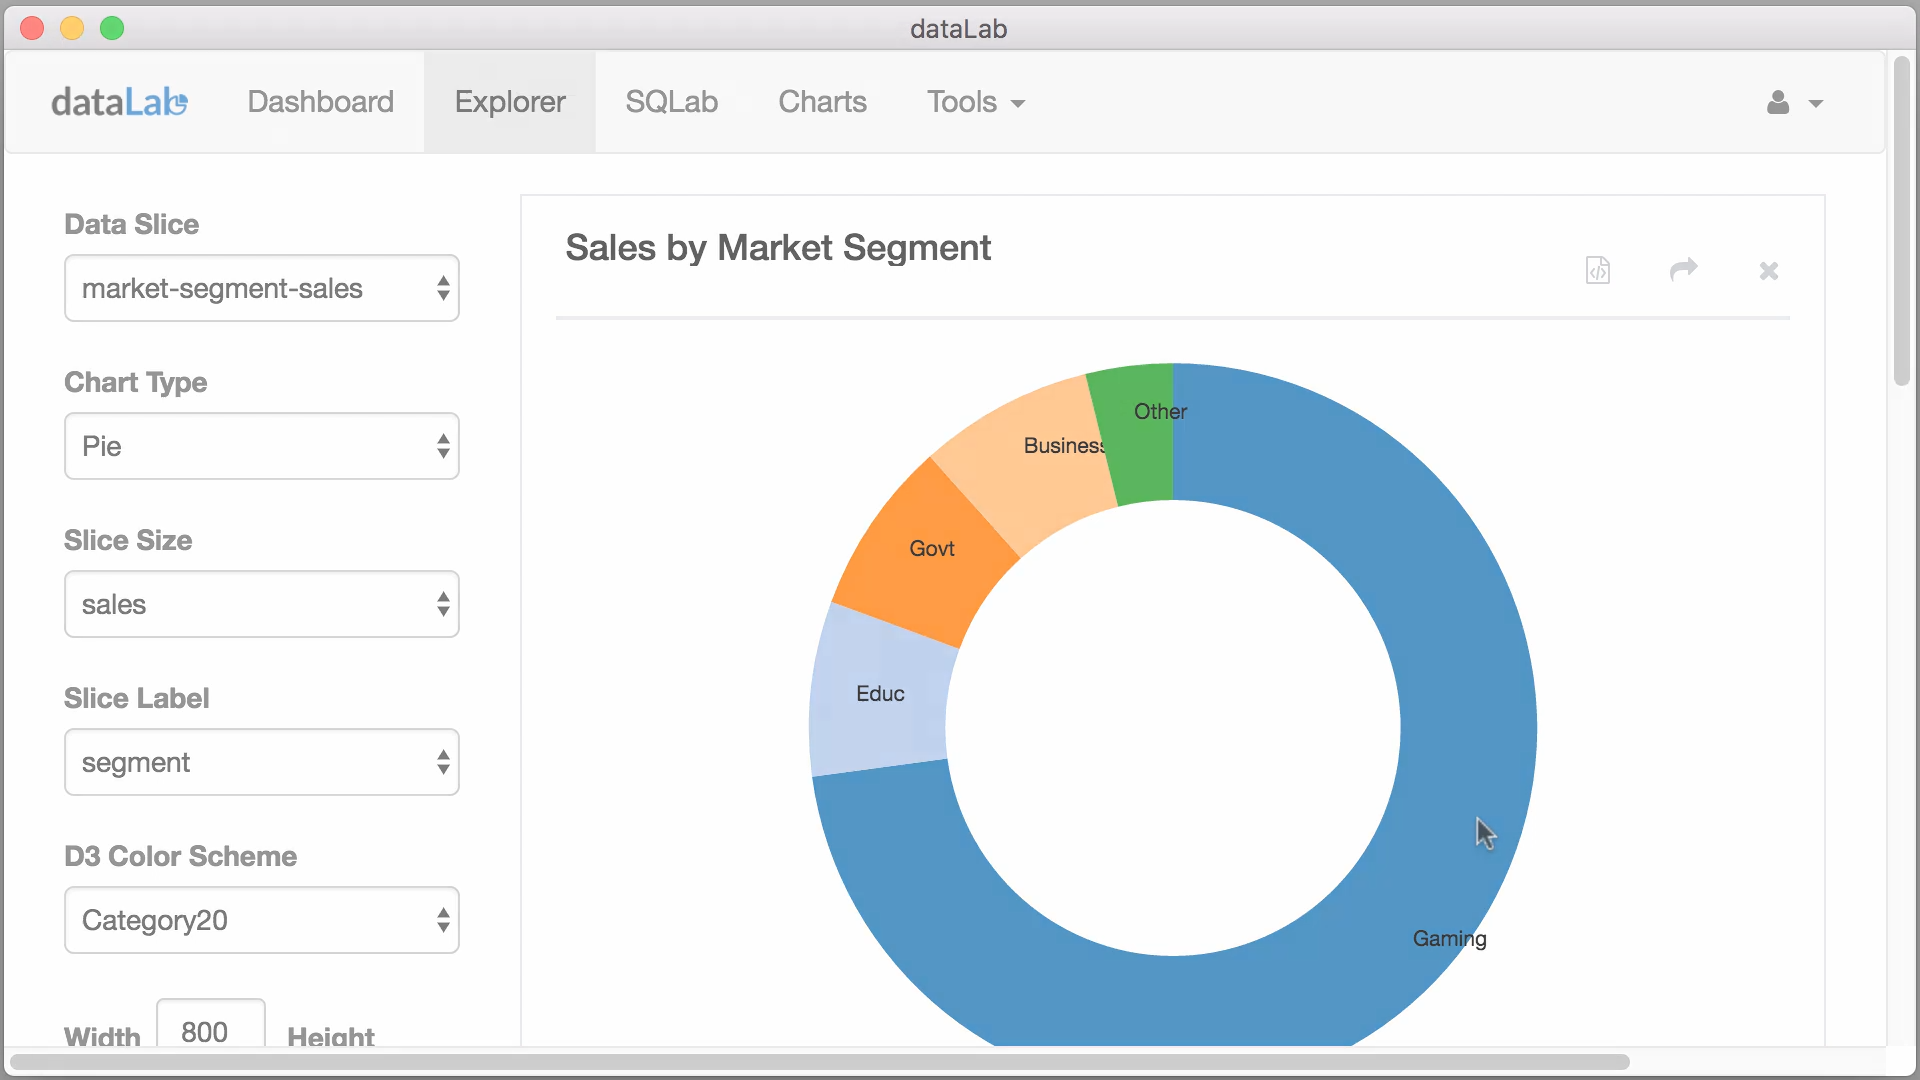 dataLab
dataLab Dashboard Explorer SQLab Charts Tools
Data Slice
market-segment-sales
Chart Type
Pie
Slice Size
sales
Slice Label
segment
D3 Color Scheme
Category20
Width 800 Height
Sales by Market Segment
Other
Business
Govt
Educ
Gaming